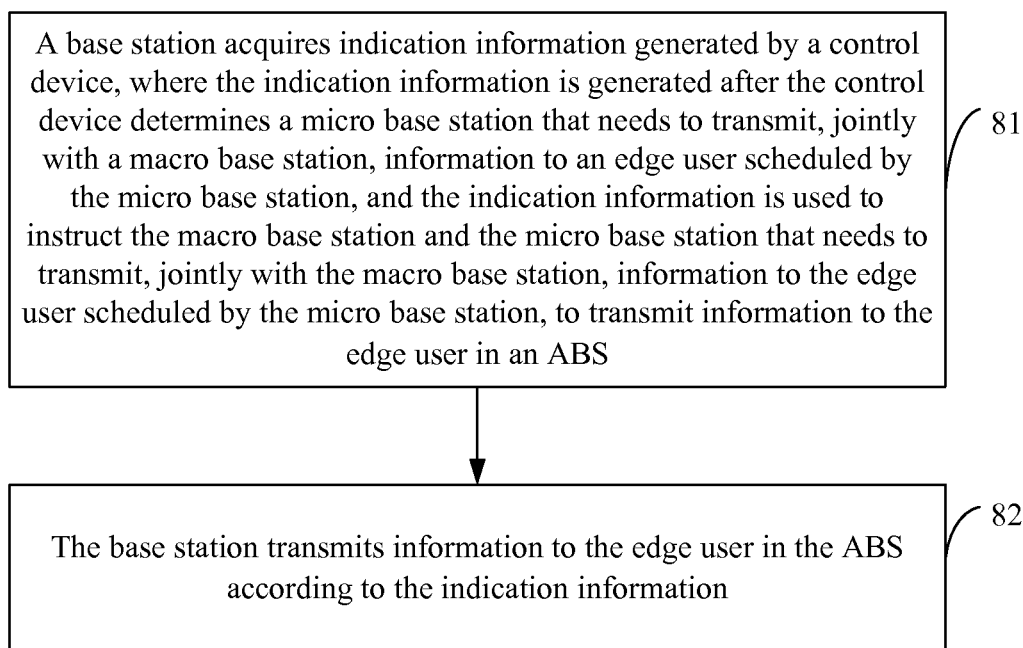 A base station acquires indication information generated by a control
device, where the indication information is generated after the control
device determines a micro base station that needs to transmit, jointly
with a macro base station, information to an edge user scheduled by
the micro base station, and the indication information is used to
instruct the macro base station and the micro base station that needs to
transmit, jointly with the macro base station, information to the edge
user scheduled by the micro base station, to transmit information to the
edge user in an ABS
81
The base station transmits information to the edge user in the ABS
according to the indication information
82